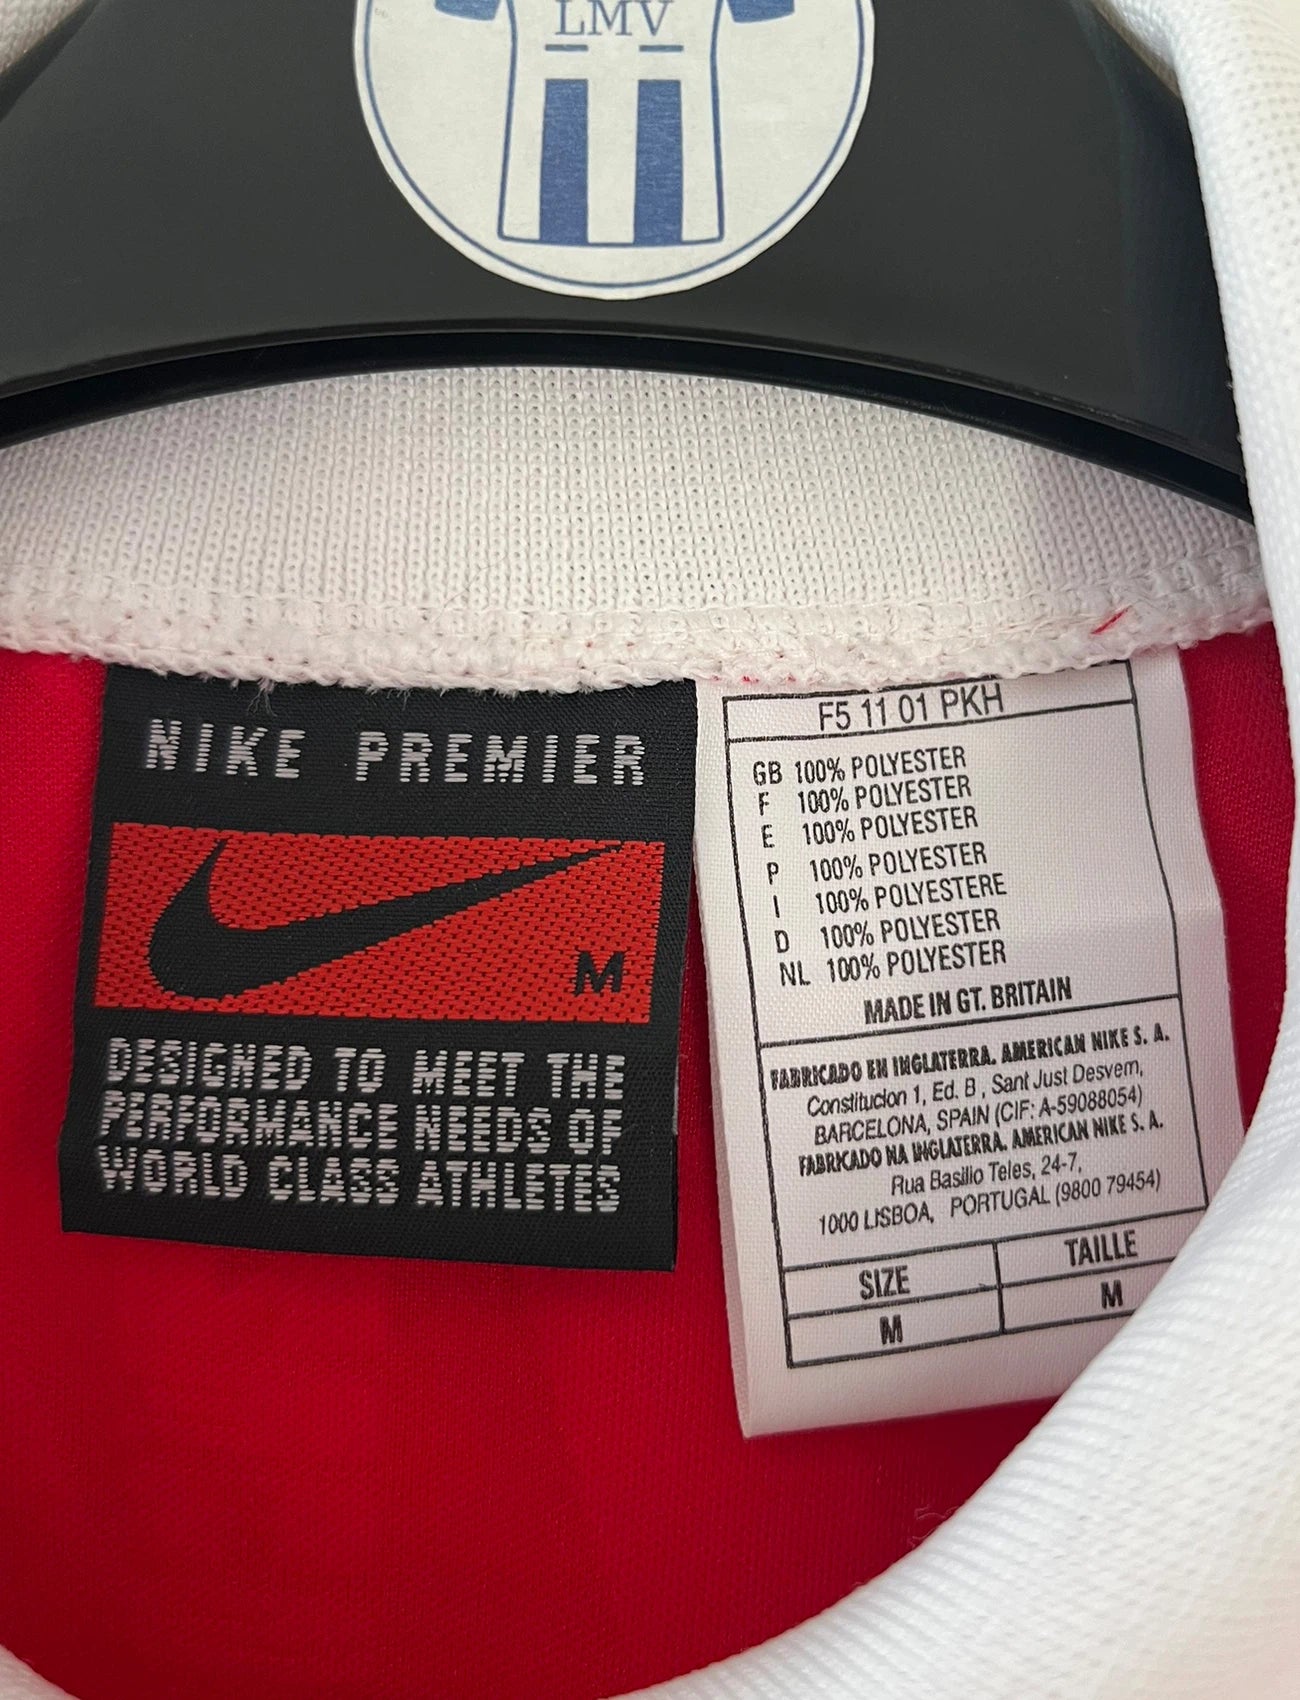 LMV
NIKE PREMIER
M
DESIGNED TO MEET THE
PERFORMANCE NEEDS OF
WORLD CLASS ATHLETES
F5 11 01 PKH
GB 100% POLYESTER
F 100% POLYESTER
E 100% POLYESTER
P 100% POLYESTER
I 100% POLYESTERE
D 100% POLYESTER
NL 100% POLYESTER
MADE IN GT. BRITAIN
FABRICADO EN INGLATERRA. AMERICAN NIKE S. A.
Constitucion 1, Ed. B, Sant Just Desvern,
BARCELONA, SPAIN (CIF: A-59088054)
FABRICADO NA INGLATERRA. AMERICAN NIKE S. A.
Rua Basilio Teles, 24-7,
1000 LISBOA, PORTUGAL (9800 79454)
SIZE TAILLE
M M